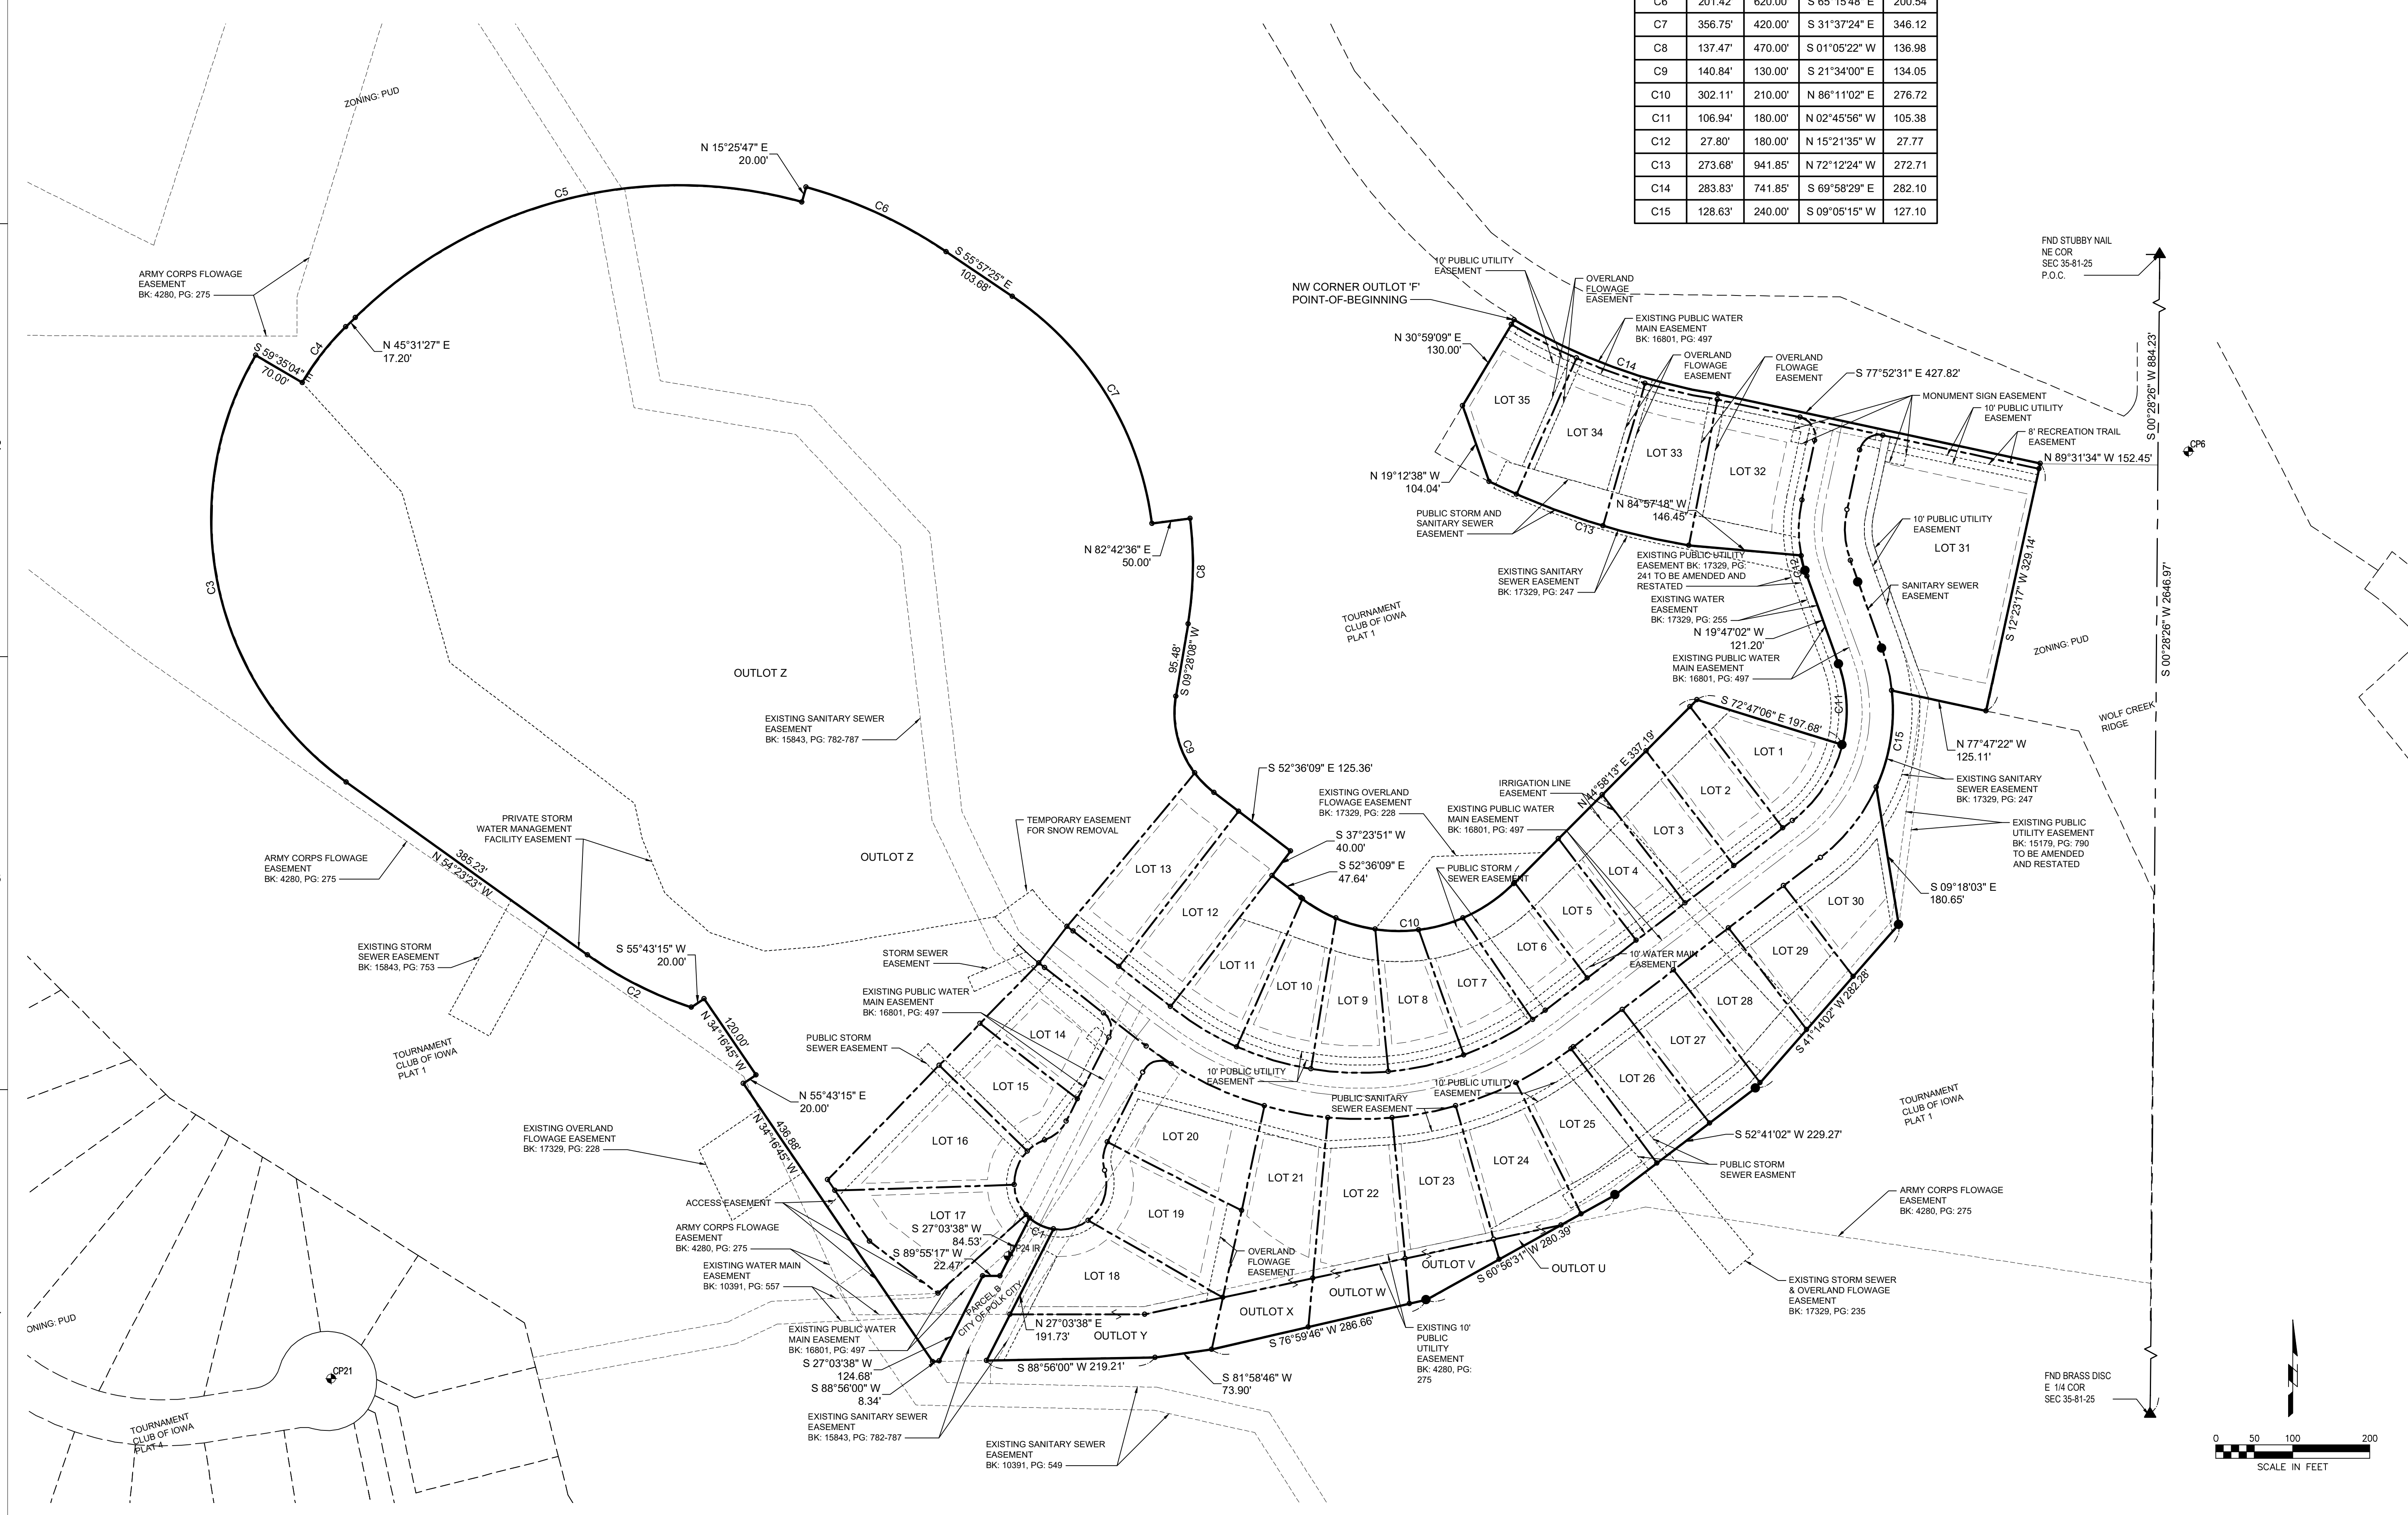 C6 201.42' 620.00' S 65°15'48" E 200.54
C7 356.75' 420.00' S 31°37'24" E 346.12
C8 137.47' 470.00' S 01°05'22" W 136.98
C9 140.84' 130.00' S 21°34'00" E 134.05
C10 302.11' 210.00' N 86°11'02" E 276.72
C11 106.94' 180.00' N 02°45'56" W 105.38
C12 27.80' 180.00' N 15°21'35" W 27.77
C13 273.68' 941.85' N 72°12'24" W 272.71
C14 283.83' 741.85' S 69°58'29" E 282.10
C15 128.63' 240.00' S 09°05'15" W 127.10
ZONING: PUD
N 15°25'47" E
20.00'
C5
C6
S 55°57'25" E
103.68'
ARMY CORPS FLOWAGE
EASEMENT
BK: 4280, PG: 275
S 59°35'04" E
70.00'
C4
N 45°31'27" E
17.20'
C7
C3
N 82°42'36" E
50.00'
C8
95.48'
S 09°28'08" W
C9
OUTLOT Z
EXISTING SANITARY SEWER
EASEMENT
BK: 15843, PG: 782-787
OUTLOT Z
FND STUBBY NAIL
NE COR
SEC 35-81-25
P.O.C.
S 00°28'26" W 884.23'
CP6
N 89°31'34" W 152.45'
S 00°28'26" W 2646.97'
10' PUBLIC UTILITY
EASEMENT
OVERLAND
FLOWAGE
EASEMENT
NW CORNER OUTLOT 'F'
POINT-OF-BEGINNING
EXISTING PUBLIC WATER
MAIN EASEMENT
BK: 16801, PG: 497
N 30°59'09" E
130.00'
C14
OVERLAND
FLOWAGE
EASEMENT
OVERLAND
FLOWAGE
EASEMENT
S 77°52'31" E 427.82'
MONUMENT SIGN EASEMENT
10' PUBLIC UTILITY
EASEMENT
8' RECREATION TRAIL
EASEMENT
LOT 35
LOT 34
LOT 33
LOT 32
N 19°12'38" W
104.04'
N 84°57'18" W
146.45'
PUBLIC STORM AND
SANITARY SEWER
EASEMENT
C13
10' PUBLIC UTILITY
EASEMENT
LOT 31
S 12°23'17" W 329.14'
EXISTING PUBLIC UTILITY
EASEMENT BK: 17329, PG:
241 TO BE AMENDED AND
RESTATED
C12
EXISTING SANITARY
SEWER EASEMENT
BK: 17329, PG: 247
SANITARY SEWER
EASEMENT
EXISTING WATER
EASEMENT
BK: 17329, PG: 255
TOURNAMENT
CLUB OF IOWA
PLAT 1
N 19°47'02" W
121.20'
EXISTING PUBLIC WATER
MAIN EASEMENT
BK: 16801, PG: 497
ZONING: PUD
C11
C15
WOLF CREEK
RIDGE
N 77°47'22" W
125.11'
S 72°47'06" E 197.68'
N 44°58'13" E 337.19'
LOT 1
LOT 2
LOT 3
LOT 4
LOT 5
LOT 6
LOT 7
LOT 8
LOT 9
LOT 10
LOT 11
LOT 12
LOT 13
EXISTING SANITARY
SEWER EASEMENT
BK: 17329, PG: 247
EXISTING PUBLIC
UTILITY EASEMENT
BK: 15179, PG: 790
TO BE AMENDED
AND RESTATED
S 09°18'03" E
180.65'
IRRIGATION LINE
EASEMENT
EXISTING PUBLIC WATER
MAIN EASEMENT
BK: 16801, PG: 497
EXISTING OVERLAND
FLOWAGE EASEMENT
BK: 17329, PG: 228
S 52°36'09" E 125.36'
S 37°23'51" W
40.00'
S 52°36'09" E
47.64'
PUBLIC STORM
SEWER EASEMENT
C10
10' WATER MAIN
EASEMENT
TEMPORARY EASEMENT
FOR SNOW REMOVAL
PRIVATE STORM
WATER MANAGEMENT
FACILITY EASEMENT
ARMY CORPS FLOWAGE
EASEMENT
BK: 4280, PG: 275
385.23'
N 54°23'23" W
EXISTING STORM
SEWER EASEMENT
BK: 15843, PG: 753
C2
S 55°43'15" W
20.00'
120.00'
N 34°16'45" W
N 55°43'15" E
20.00'
STORM SEWER
EASEMENT
EXISTING PUBLIC WATER
MAIN EASEMENT
BK: 16801, PG: 497
PUBLIC STORM
SEWER EASEMENT
TOURNAMENT
CLUB OF IOWA
PLAT 1
436.88'
N 34°16'45" W
EXISTING OVERLAND
FLOWAGE EASEMENT
BK: 17329, PG: 228
LOT 14
LOT 15
LOT 16
LOT 17
LOT 18
LOT 19
LOT 20
LOT 21
LOT 22
LOT 23
LOT 24
LOT 25
LOT 26
LOT 27
LOT 28
LOT 29
LOT 30
10' PUBLIC UTILITY
EASEMENT
PUBLIC SANITARY
SEWER EASEMENT
10' PUBLIC UTILITY
EASEMENT
S 41°14'02" W 282.28'
S 52°41'02" W 229.27'
PUBLIC STORM
SEWER EASMENT
TOURNAMENT
CLUB OF IOWA
PLAT 1
ARMY CORPS FLOWAGE
EASEMENT
BK: 4280, PG: 275
EXISTING STORM SEWER
& OVERLAND FLOWAGE
EASEMENT
BK: 17329, PG: 235
ACCESS EASEMENT
ARMY CORPS FLOWAGE
EASEMENT
BK: 4280, PG: 275
EXISTING WATER MAIN
EASEMENT
BK: 10391, PG: 557
S 27°03'38" W
84.53'
C1
CP24 IR
S 89°55'17" W
22.47'
PARCEL B
CITY OF POLK CITY
N 27°03'38" E
191.73'
OVERLAND
FLOWAGE
EASEMENT
OUTLOT Y
OUTLOT X
OUTLOT W
OUTLOT V
OUTLOT U
S 60°56'31" W 280.39'
S 76°59'46" W 286.66'
S 81°58'46" W
73.90'
S 88°56'00" W 219.21'
EXISTING PUBLIC WATER
MAIN EASEMENT
BK: 16801, PG: 497
S 27°03'38" W
124.68'
S 88°56'00" W
8.34'
EXISTING SANITARY SEWER
EASEMENT
BK: 15843, PG: 782-787
EXISTING SANITARY SEWER
EASEMENT
BK: 10391, PG: 549
EXISTING 10'
PUBLIC
UTILITY
EASEMENT
BK: 4280, PG:
275
ONING: PUD
CP21
TOURNAMENT
CLUB OF IOWA
PLAT 4
FND BRASS DISC
E 1/4 COR
SEC 35-81-25
0 50 100 200
SCALE IN FEET